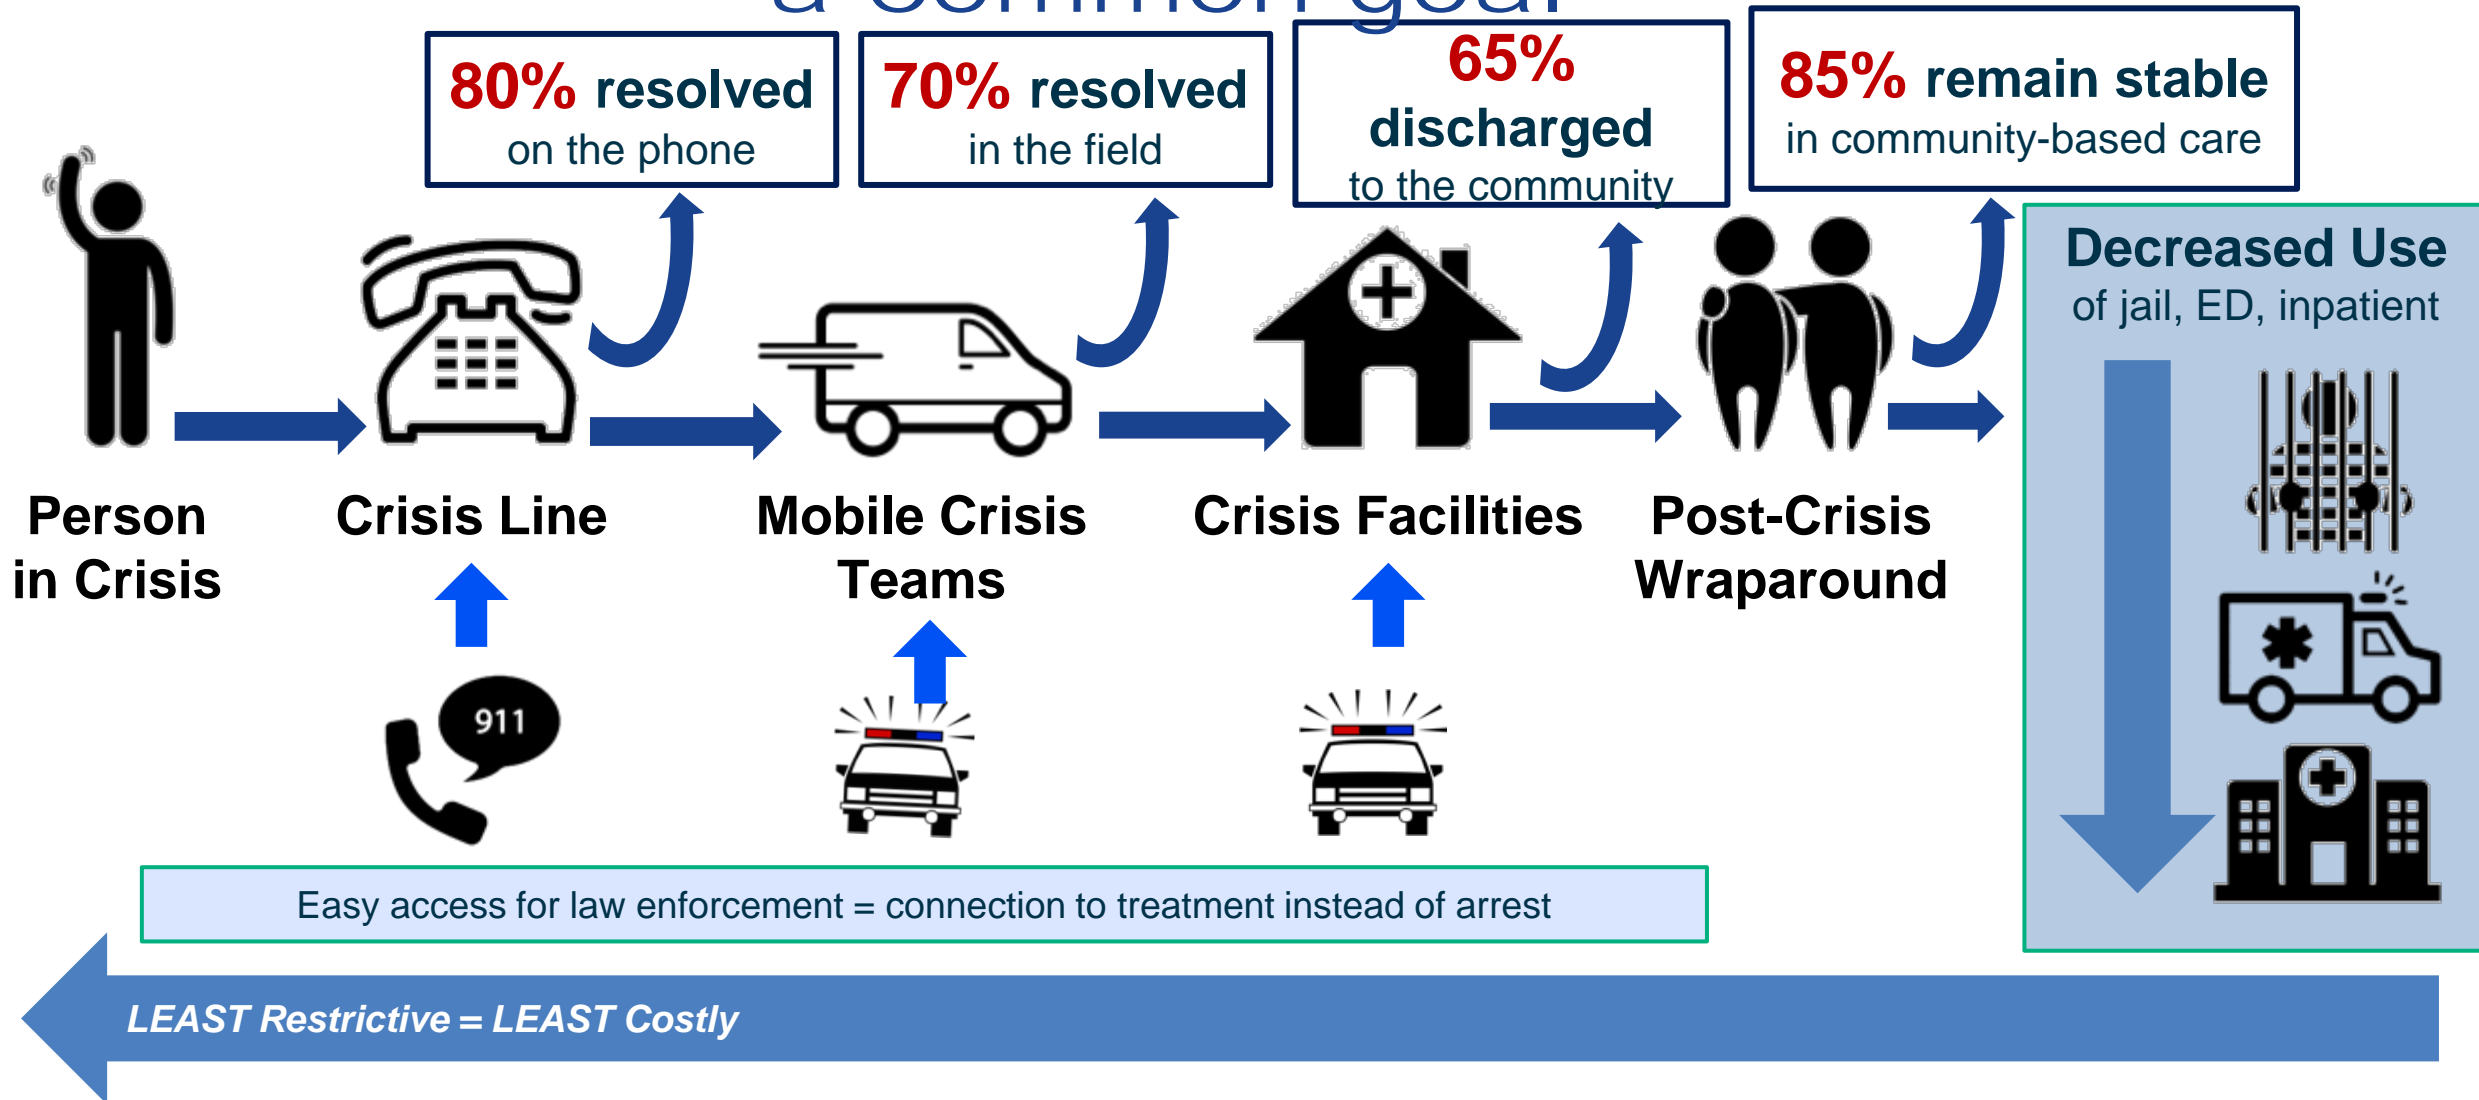 a common goal
80% resolved
on the phone
70% resolved
in the field
65%
discharged
to the community
85% remain stable
in community-based care
Decreased Use
of jail, ED, inpatient
Person
in Crisis
Crisis Line
Mobile Crisis
Teams
Crisis Facilities
Post-Crisis
Wraparound
911
Easy access for law enforcement = connection to treatment instead of arrest
LEAST Restrictive = LEAST Costly